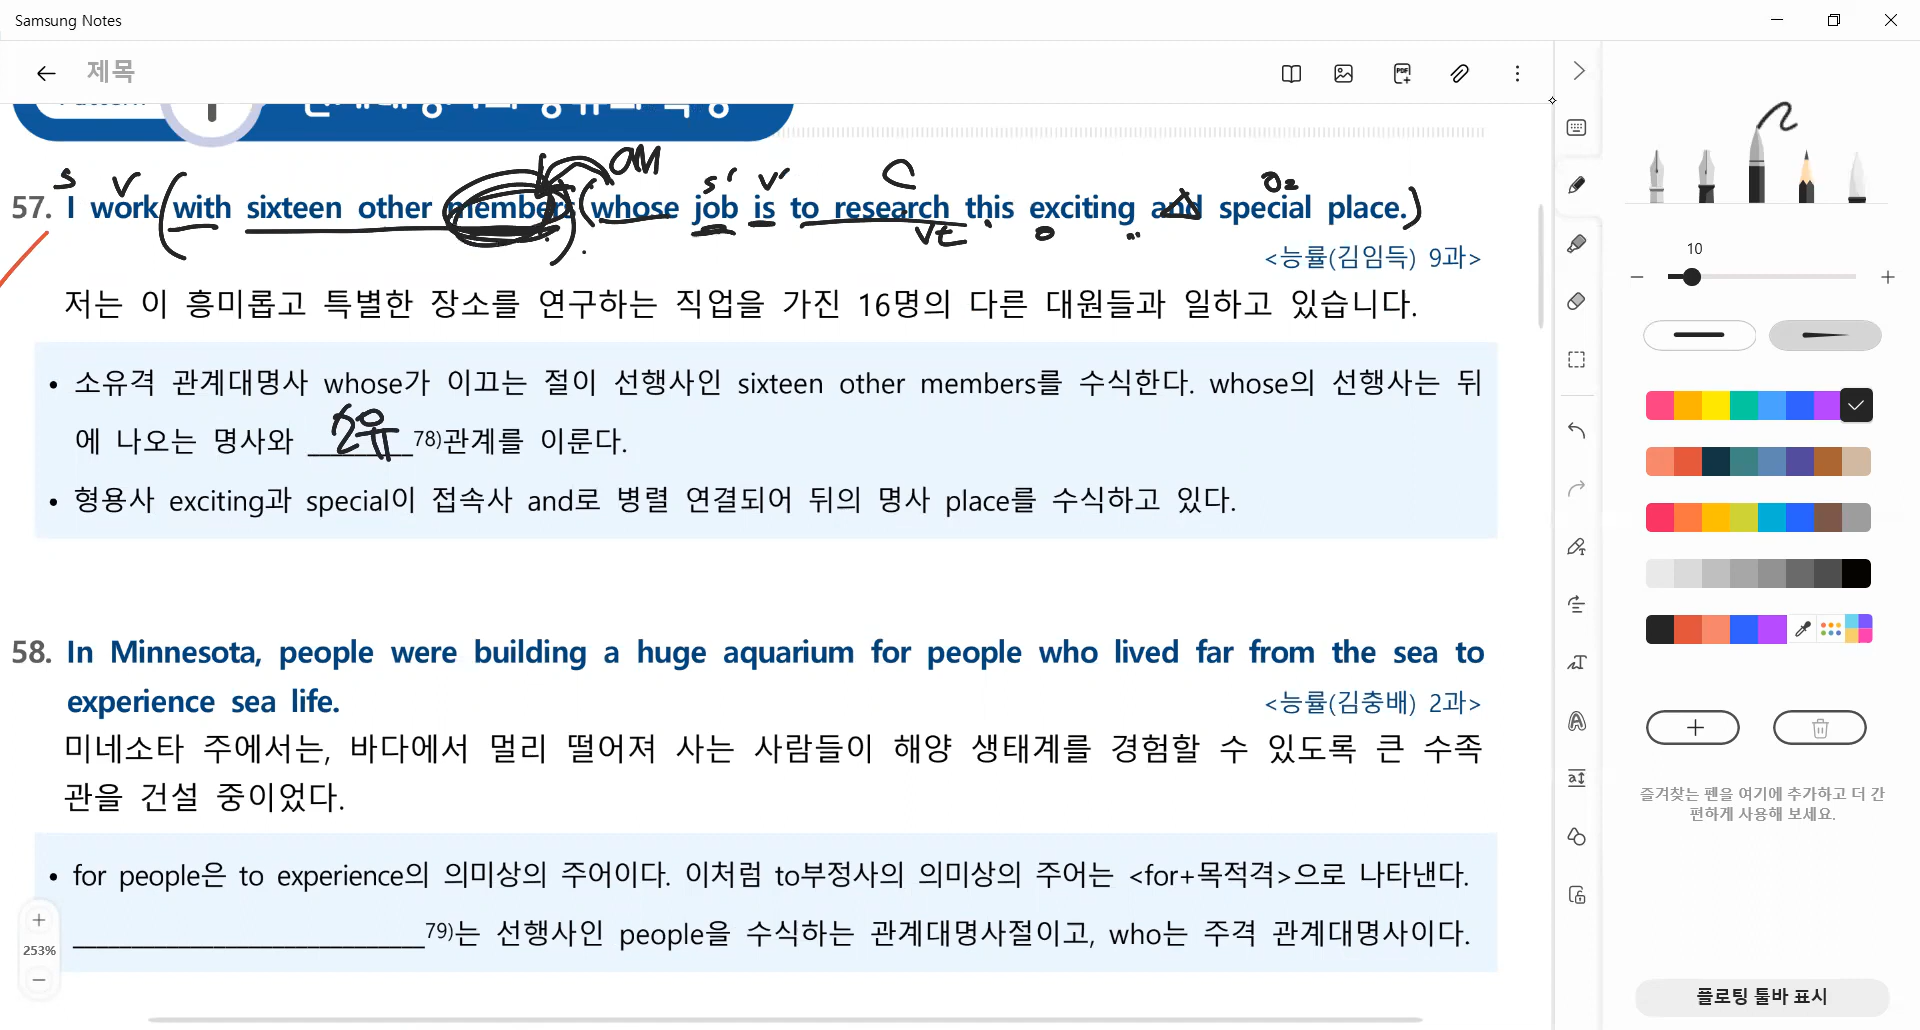 Samsung Notes
제목
57. I work with sixteen other members whose job is to research this exciting and special place.
<능률(김임득) 9과>
저는 이 흥미롭고 특별한 장소를 연구하는 직업을 가진 16명의 다른 대원들과 일하고 있습니다.
• 소유격 관계대명사 whose가 이끄는 절이 선행사인 sixteen other members를 수식한다. whose의 선행사는 뒤
에 나오는 명사와 소유 78)관계를 이룬다.
• 형용사 exciting과 special이 접속사 and로 병렬 연결되어 뒤의 명사 place를 수식하고 있다.
58. In Minnesota, people were building a huge aquarium for people who lived far from the sea to
experience sea life.
<능률(김충배) 2과>
미네소타 주에서는, 바다에서 멀리 떨어져 사는 사람들이 해양 생태계를 경험할 수 있도록 큰 수족
관을 건설 중이었다.
• for people은 to experience의 의미상의 주어이다. 이처럼 to부정사의 의미상의 주어는 <for+목적격>으로 나타낸다.
79)는 선행사인 people을 수식하는 관계대명사절이고, who는 주격 관계대명사이다.
253%
10
즐겨찾는 펜을 여기에 추가하고 더 간
편하게 사용해 보세요.
플로팅 툴바 표시